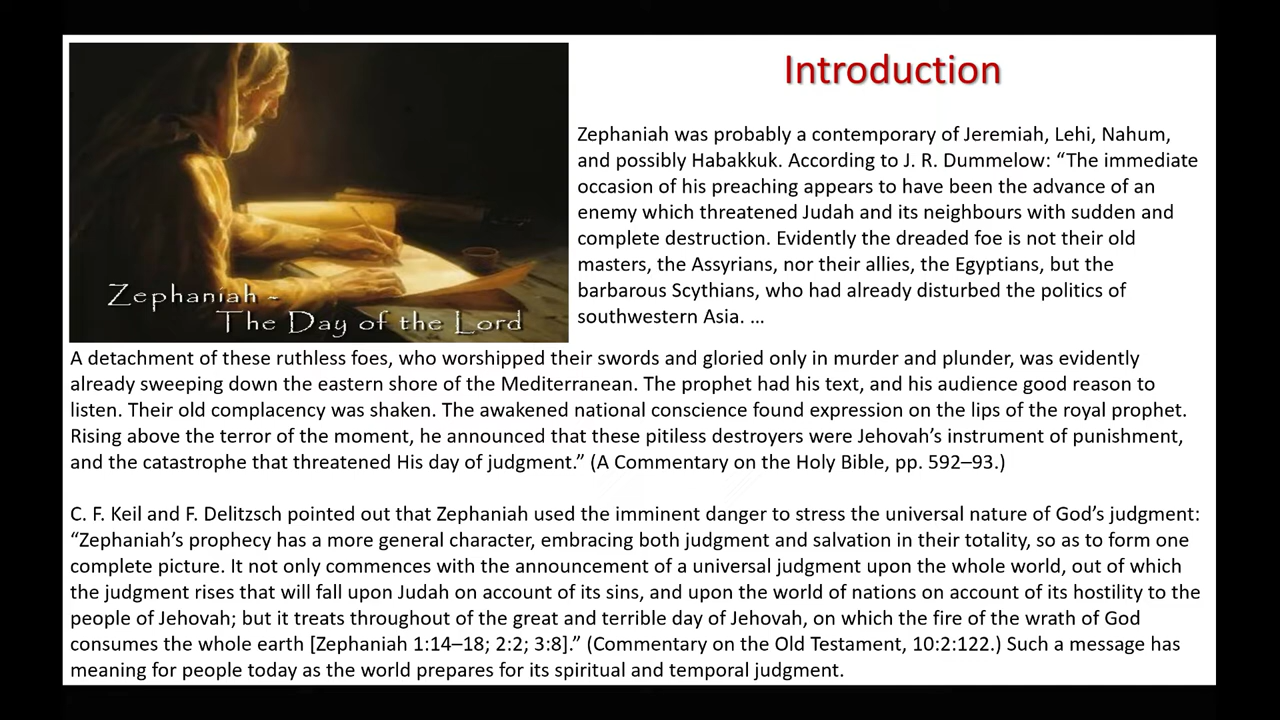 Introduction
Zephaniah was probably a contemporary of Jeremiah, Lehi, Nahum,
and possibly Habakkuk. According to J. R. Dummelow: “The immediate
occasion of his preaching appears to have been the advance of an
enemy which threatened Judah and its neighbours with sudden and
complete destruction. Evidently the dreaded foe is not their old
masters, the Assyrians, nor their allies, the Egyptians, but the
barbarous Scythians, who had already disturbed the politics of
southwestern Asia. …
Zephaniah ~
The Day of the Lord
A detachment of these ruthless foes, who worshipped their swords and gloried only in murder and plunder, was evidently
already sweeping down the eastern shore of the Mediterranean. The prophet had his text, and his audience good reason to
listen. Their old complacency was shaken. The awakened national conscience found expression on the lips of the royal prophet.
Rising above the terror of the moment, he announced that these pitiless destroyers were Jehovah’s instrument of punishment,
and the catastrophe that threatened His day of judgment.” (A Commentary on the Holy Bible, pp. 592–93.)
C. F. Keil and F. Delitzsch pointed out that Zephaniah used the imminent danger to stress the universal nature of God’s judgment:
“Zephaniah’s prophecy has a more general character, embracing both judgment and salvation in their totality, so as to form one
complete picture. It not only commences with the announcement of a universal judgment upon the whole world, out of which
the judgment rises that will fall upon Judah on account of its sins, and upon the world of nations on account of its hostility to the
people of Jehovah; but it treats throughout of the great and terrible day of Jehovah, on which the fire of the wrath of God
consumes the whole earth [Zephaniah 1:14–18; 2:2; 3:8].” (Commentary on the Old Testament, 10:2:122.) Such a message has
meaning for people today as the world prepares for its spiritual and temporal judgment.